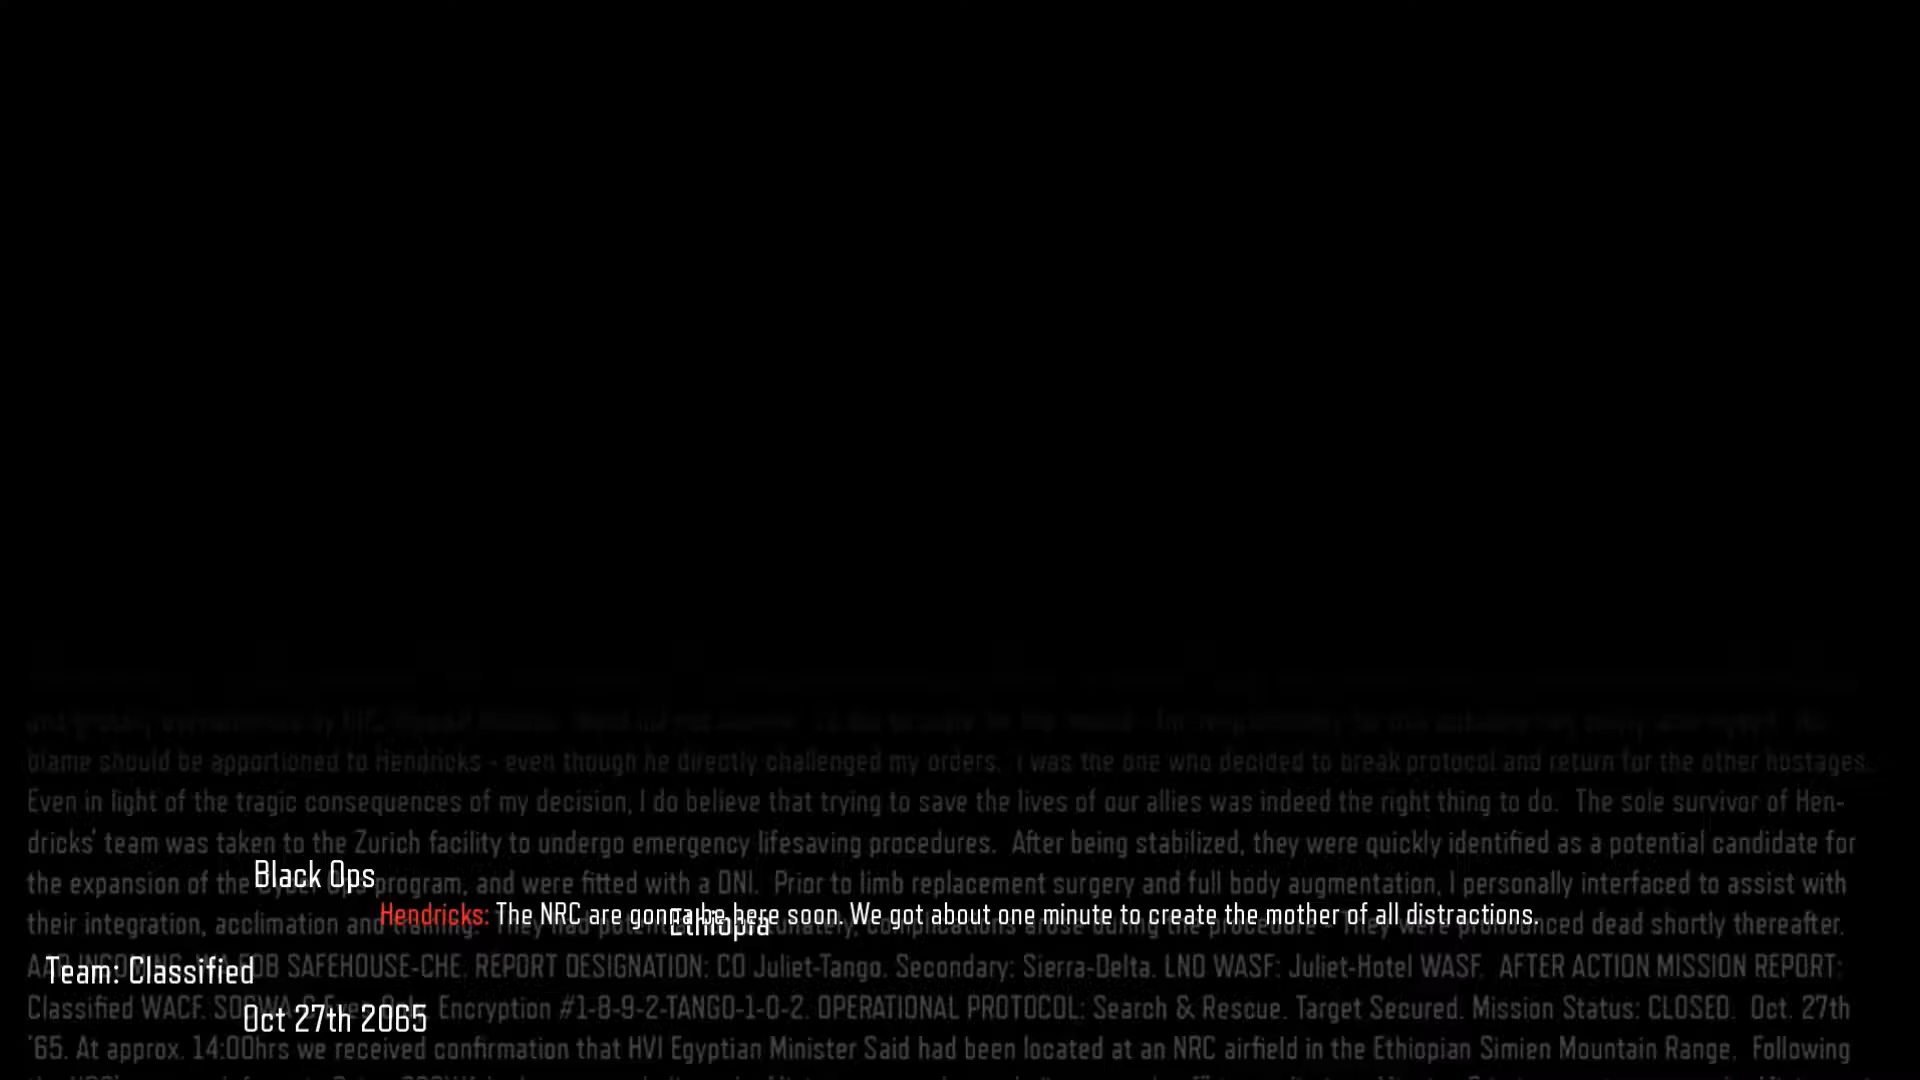 blame should be apportioned to Hendricks - even though he directly challenged my orders. I was the one who decided to break protocol and return for the other hostages.
Even in light of the tragic consequences of my decision, I do believe that trying to save the lives of our allies was indeed the right thing to do. The sole survivor of Hen-
dricks' team was taken to the Zurich facility to undergo emergency lifesaving procedures. After being stabilized, they were quickly identified as a potential candidate for
Black Ops
the expansion of the program, and were fitted with a DNI. Prior to limb replacement surgery and full body augmentation, I personally interfaced to assist with
Hendricks: The NRC are gonna be here soon. We got about one minute to create the mother of all distractions.
Ethiopia
their integration, acclimation and training. They had complications arose during the procedure - They were pronounced dead shortly thereafter.
SAFEHOUSE-CHE. REPORT DESIGNATION: CO Juliet-Tango. Secondary: Sierra-Delta. LNO WASF: Juliet-Hotel WASF. AFTER ACTION MISSION REPORT:
Team: Classified
Classified WACF. Encryption #1-8-9-2-TANGO-1-0-2. OPERATIONAL PROTOCOL: Search & Rescue. Target Secured. Mission Status: CLOSED. Oct. 27th
Oct 27th 2065
'65. At approx. 14:00hrs we received confirmation that HVI Egyptian Minister Said had been located at an NRC airfield in the Ethiopian Simien Mountain Range. Following